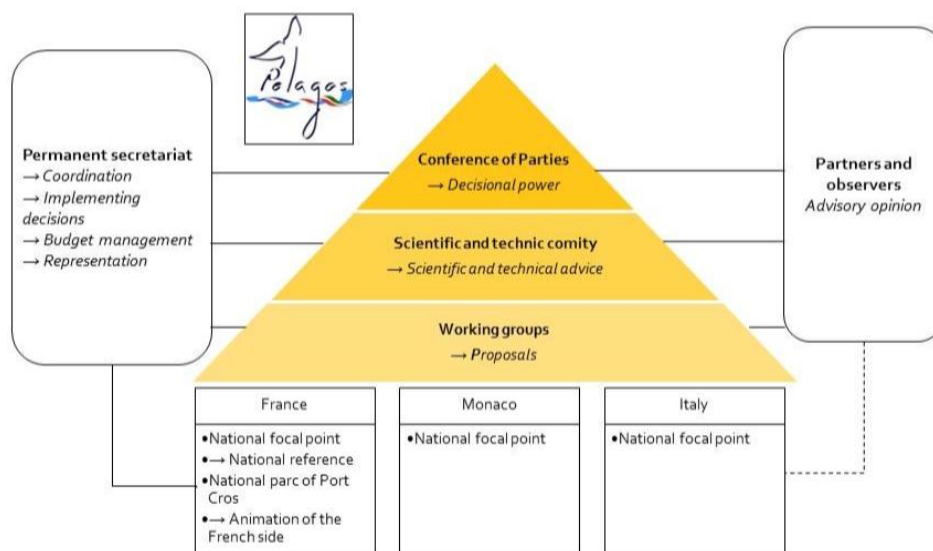 Pelagos
Permanent secretariat
→ Coordination
→ Implementing
decisions
→ Budget management
→ Representation
Conference of Parties
→ Decisional power
Scientific and technic comity
→ Scientific and technical advice
Working groups
→ Proposals
Partners and
observers
Advisory opinion
France
•National focal point
•→ National reference
•National parc of Port
Cros
•→ Animation of the
French side
Monaco
•National focal point
Italy
•National focal point